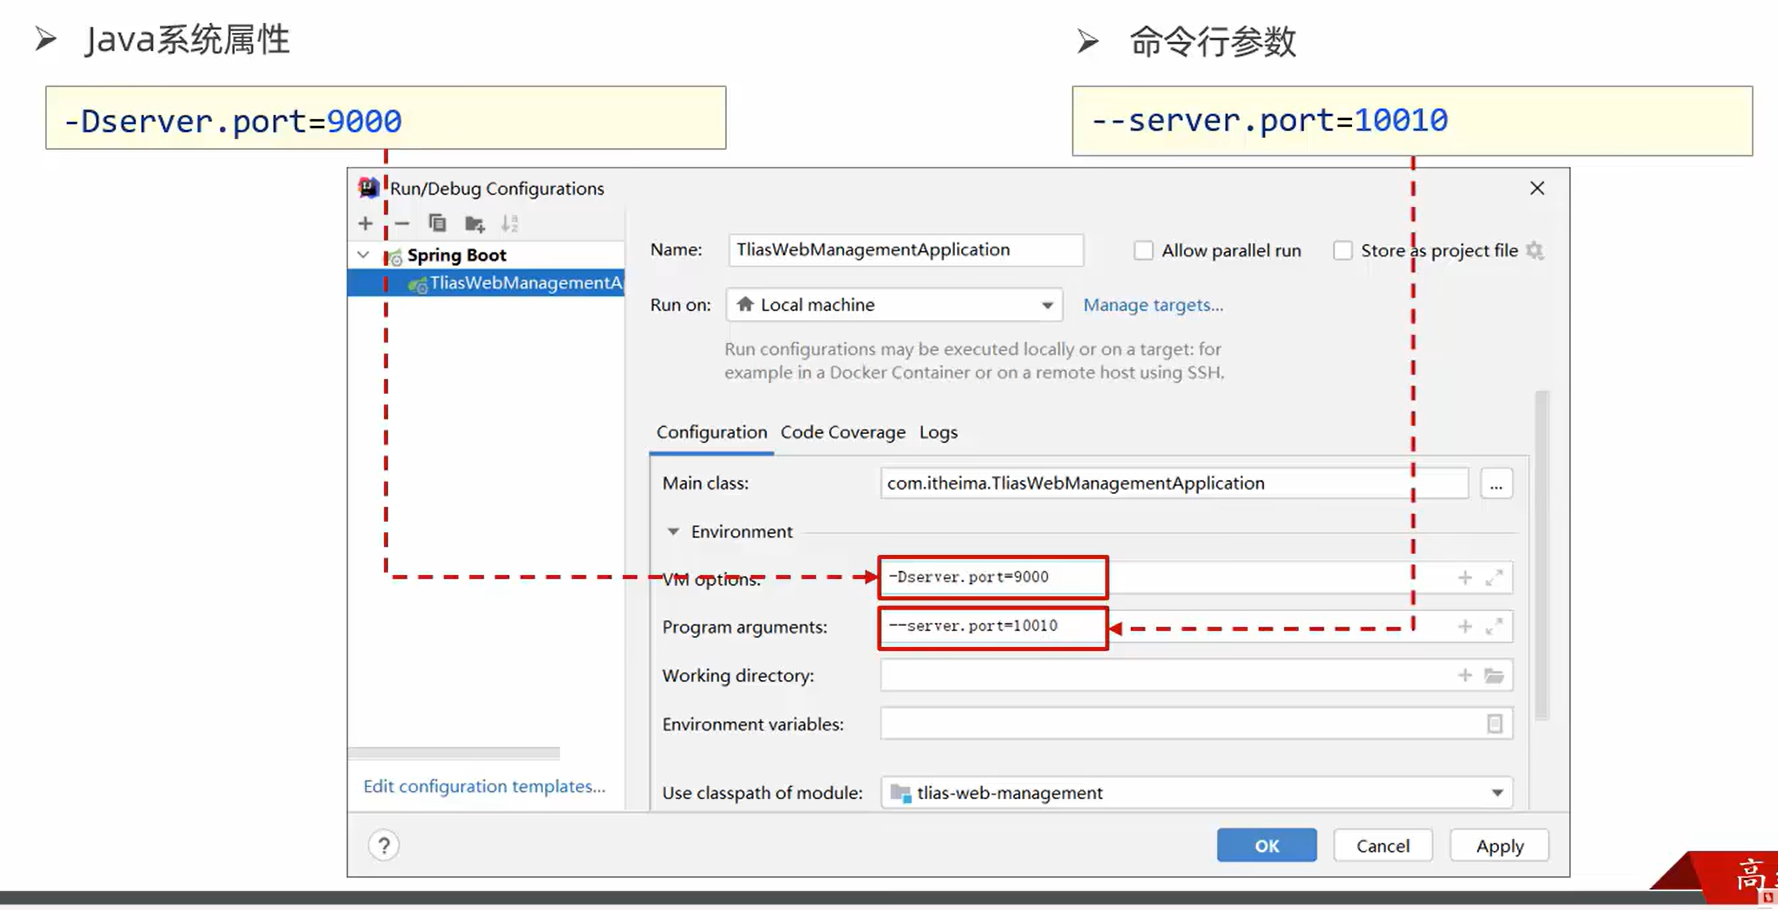 Java系统属性
命令行参数
-Dserver.port=9000
--server.port=10010
Run/Debug Configurations
Spring Boot
TliasWebManagementA
Name:
TliasWebManagementApplication
Allow parallel run
Store as project file
Run on:
Local machine
Manage targets...
Run configurations may be executed locally or on a target: for
example in a Docker Container or on a remote host using SSH.
Configuration
Code Coverage
Logs
Main class:
com.itheima.TliasWebManagementApplication
...
Environment
VM options:
-Dserver.port=9000
Program arguments:
--server.port=10010
Working directory:
Environment variables:
Use classpath of module:
tlias-web-management
Edit configuration templates...
?
OK
Cancel
Apply
高